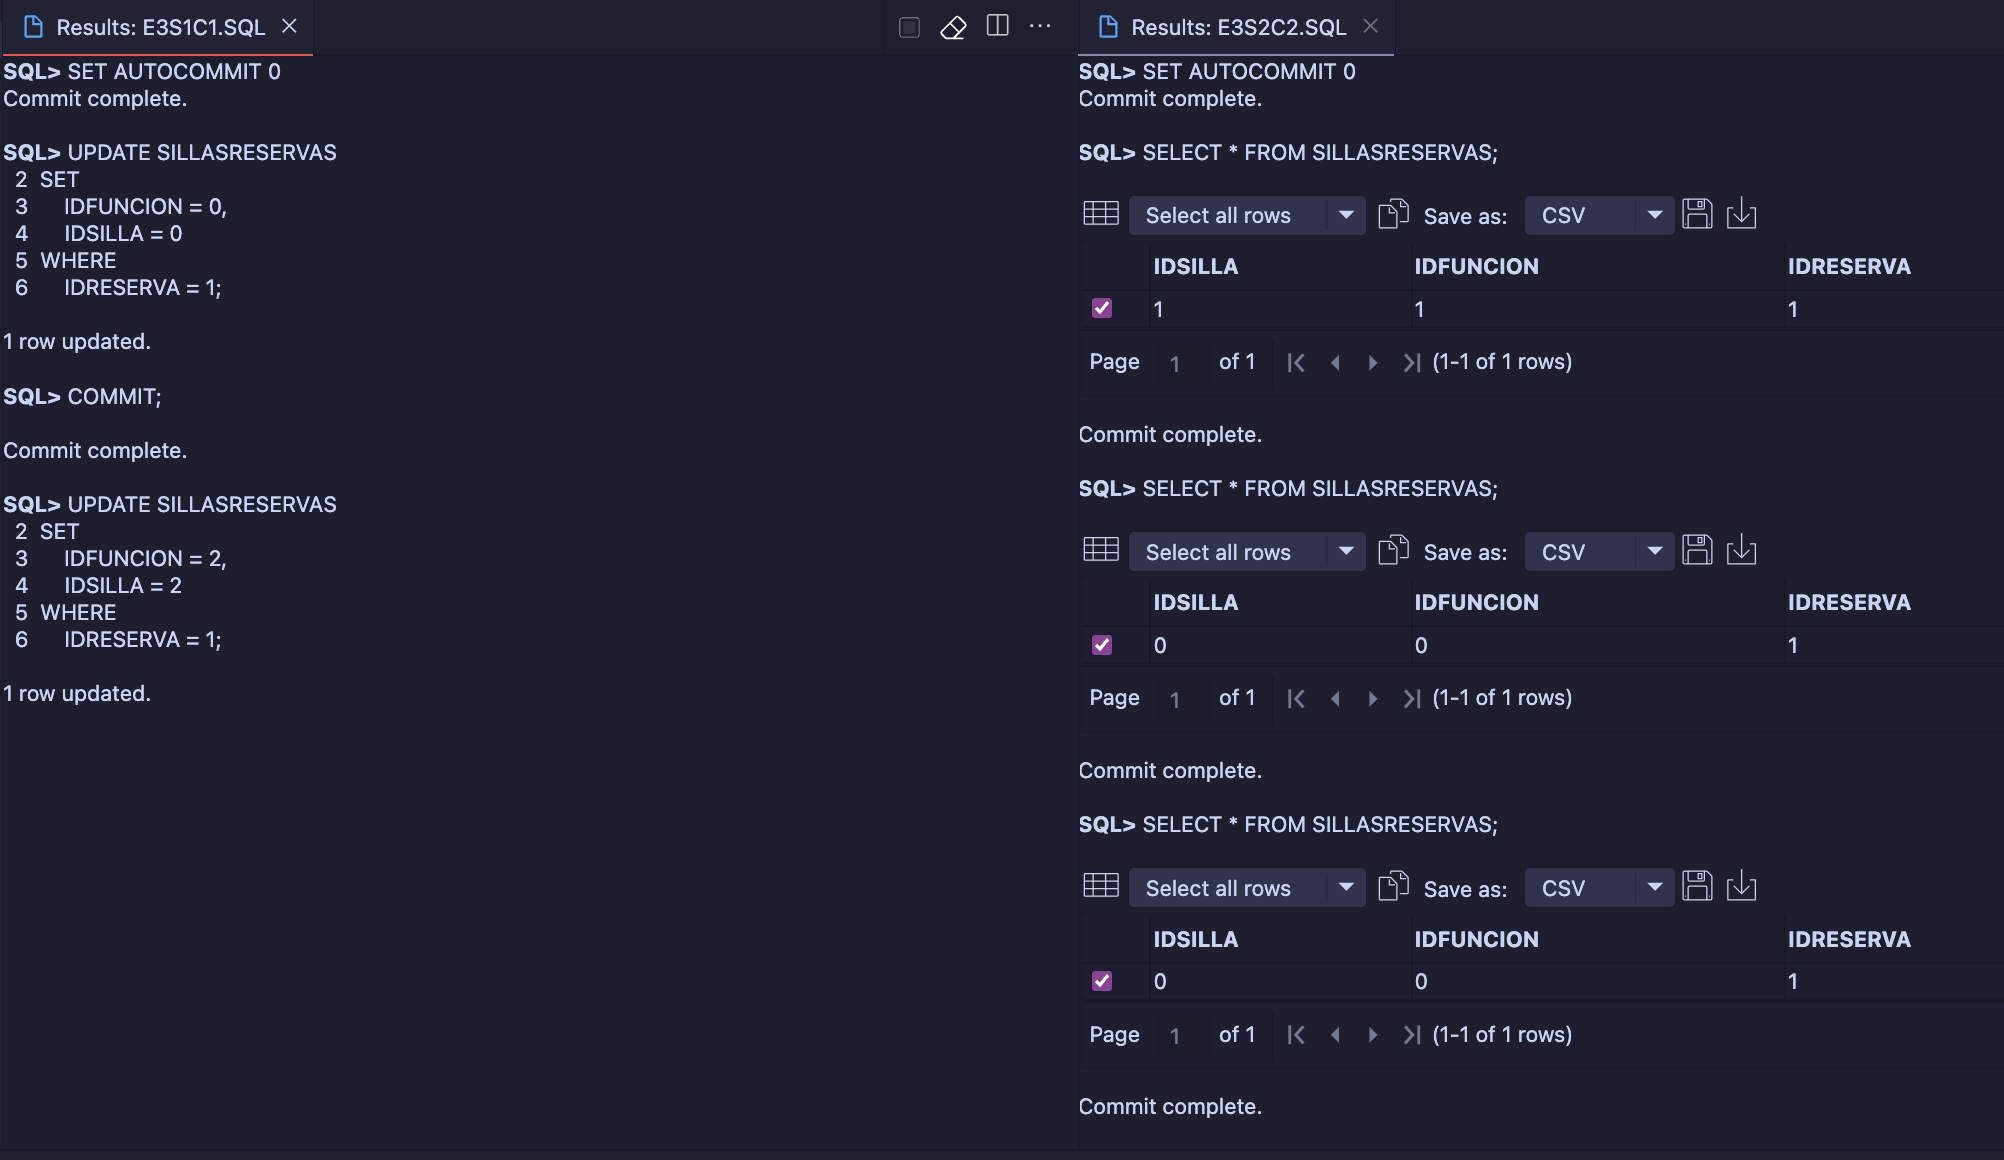 Results: E3S1C1.SQL
SQL> SET AUTOCOMMIT 0
Commit complete.
SQL> UPDATE SILLASRESERVAS
2 SET
3 IDFUNCION = 0,
4 IDSILLA = 0
5 WHERE
6 IDRESERVA = 1;
1 row updated.
SQL> COMMIT;
Commit complete.
SQL> UPDATE SILLASRESERVAS
2 SET
3 IDFUNCION = 2,
4 IDSILLA = 2
5 WHERE
6 IDRESERVA = 1;
1 row updated.
Results: E3S2C2.SQL
SQL> SET AUTOCOMMIT 0
Commit complete.
SQL> SELECT * FROM SILLASRESERVAS;
Select all rows Save as: CSV
IDSILLA IDFUNCION IDRESERVA
1 1 1
Page 1 of 1 (1-1 of 1 rows)
Commit complete.
SQL> SELECT * FROM SILLASRESERVAS;
Select all rows Save as: CSV
IDSILLA IDFUNCION IDRESERVA
0 0 1
Page 1 of 1 (1-1 of 1 rows)
Commit complete.
SQL> SELECT * FROM SILLASRESERVAS;
Select all rows Save as: CSV
IDSILLA IDFUNCION IDRESERVA
0 0 1
Page 1 of 1 (1-1 of 1 rows)
Commit complete.